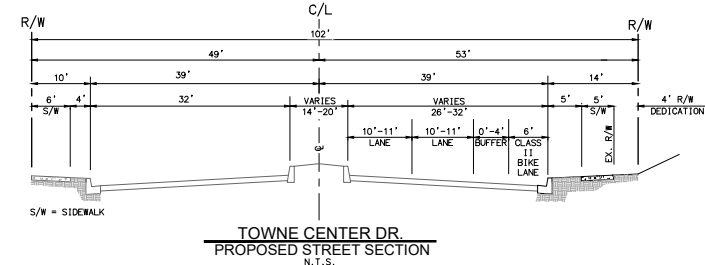 R/W C/L R/W
102'
49' 53'
10' 39' 39' 14'
6' 4' 32' VARIES VARIES 5' 5' 4' R/W
S/W 14'-20' 26'-32' S/W DEDICATION
10'-11' 10'-11' 0'-4' 6'
LANE LANE BUFFER CLASS
II
BIKE
LANE
EX. R/W
℄
S/W = SIDEWALK
TOWNE CENTER DR.
PROPOSED STREET SECTION
N.T.S.